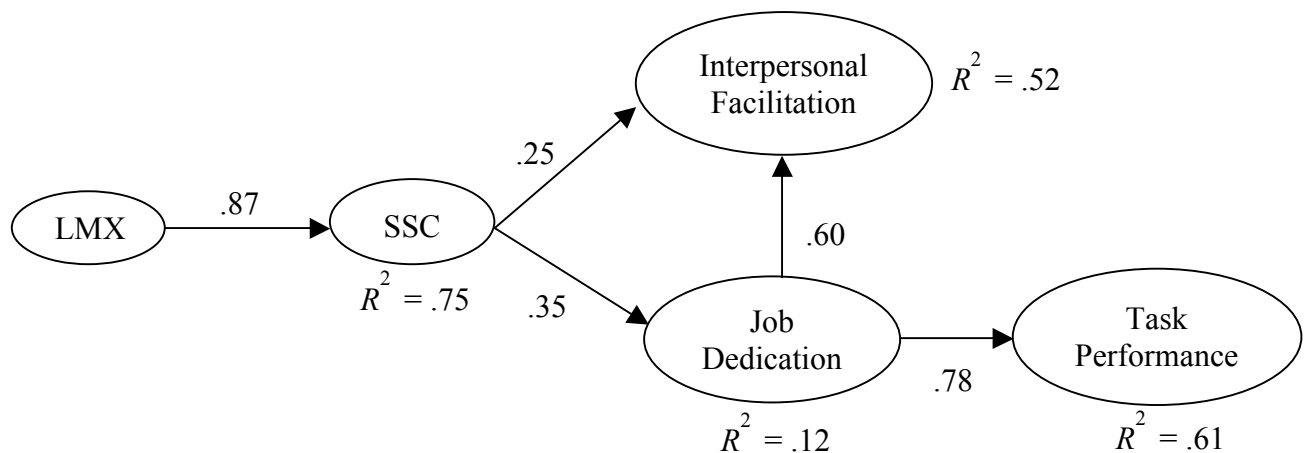 Interpersonal
Facilitation
R² = .52
.25
LMX
.87
SSC
.60
R² = .75
.35
Job
Dedication
Task
Performance
.78
R² = .12
R² = .61